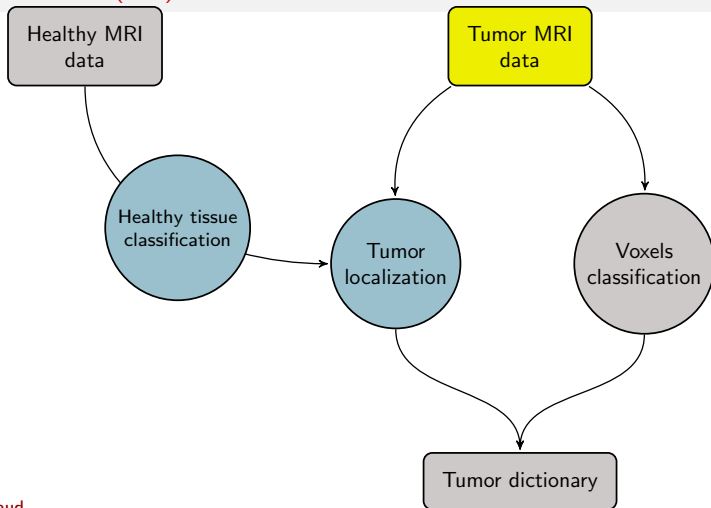 Healthy MRI
data
Tumor MRI
data
Healthy tissue
classification
Tumor
localization
Voxels
classification
Tumor dictionary